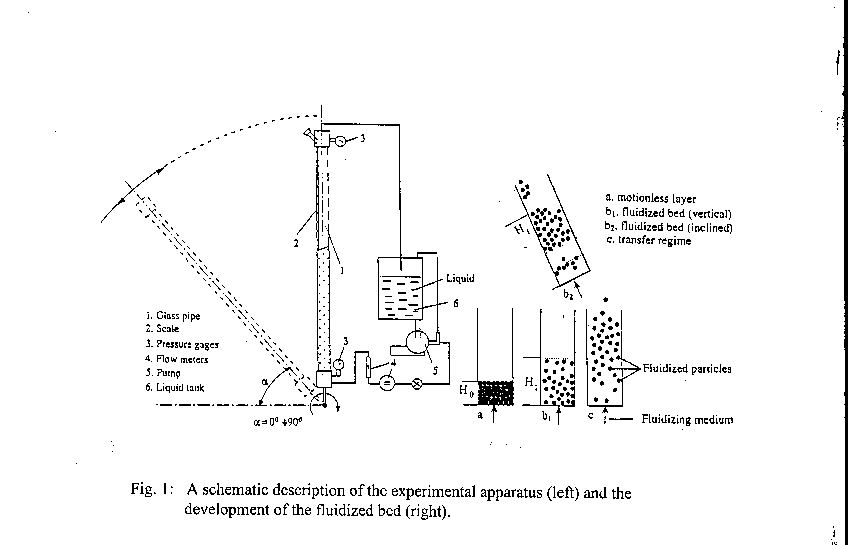 3
2
1
Liquid
6
1. Glass pipe
2. Scale
3. Pressure gages
4. Flow meters
5. Pump
6. Liquid tank
3
4
5
α
α=0° ÷90°
a. motionless layer
b₁. fluidized bed (vertical)
b₂. fluidized bed (inclined)
c. transfer regime
H₁
b₂
H₀
H₁
Fluidized particles
a
b₁
c
Fluidizing medium
Fig. 1: A schematic description of the experimental apparatus (left) and the
development of the fluidized bed (right).